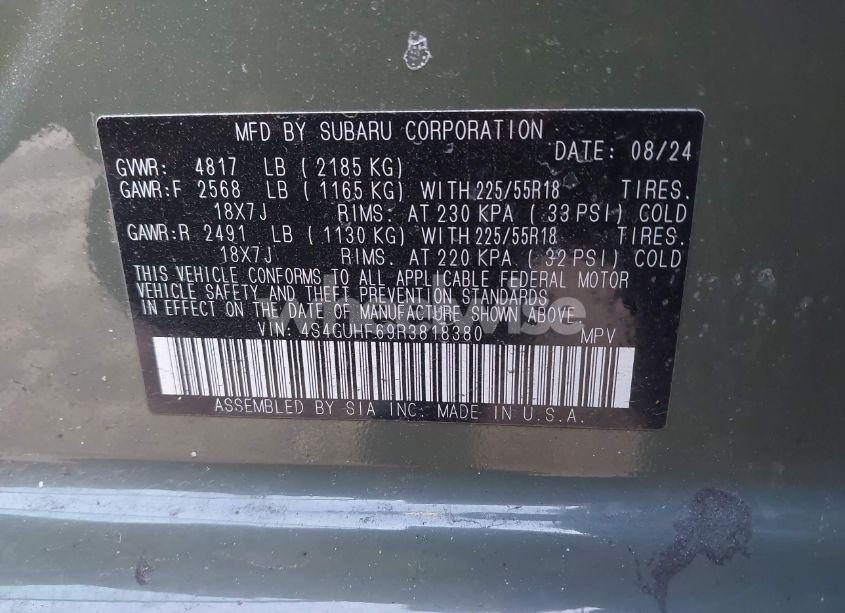 MFD BY SUBARU CORPORATION
DATE: 08/24
GVWR: 4817 LB ( 2185 KG)
GAWR:F 2568 LB ( 1165 KG) WITH 225/55R18 TIRES.
18X7J RIMS: AT 230 KPA ( 33 PSI) COLD
GAWR:R 2491 LB ( 1130 KG) WITH 225/55R18 TIRES.
18X7J RIMS: AT 220 KPA ( 32 PSI) COLD
THIS VEHICLE CONFORMS TO ALL APPLICABLE FEDERAL MOTOR
VEHICLE SAFETY AND THEFT PREVENTION STANDARDS
IN EFFECT ON THE DATE OF MANUFACTURE SHOWN ABOVE.
VIN: 4S4GUHF69R3818380 MPV
ASSEMBLED BY SIA INC. MADE IN U.S.A.